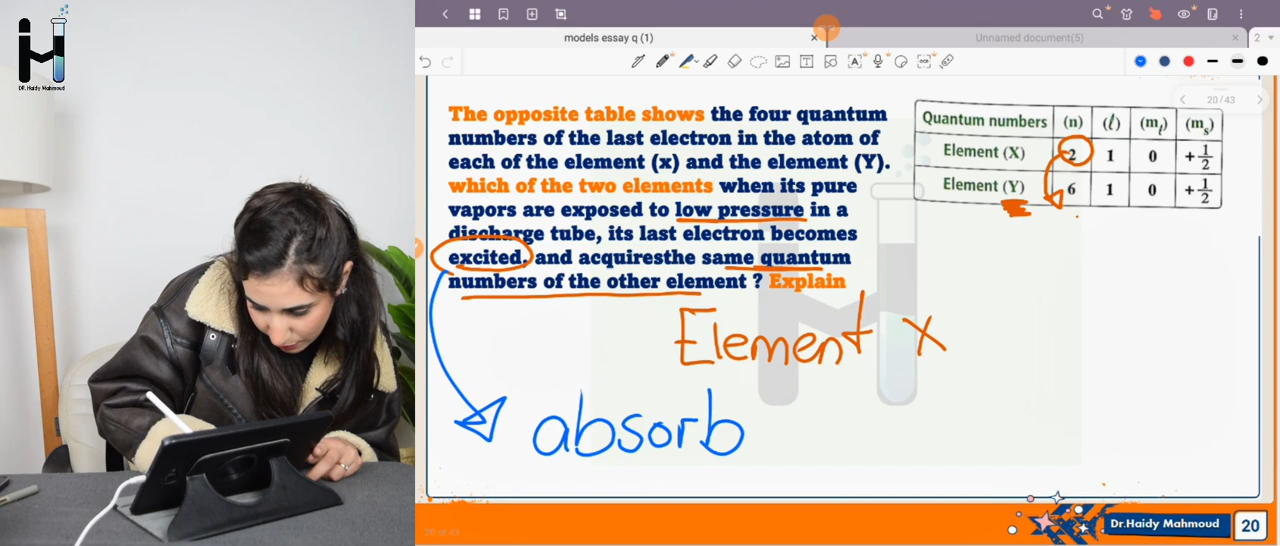 DR. Haidy Mahmoud
models essay q (1)
Unnamed document(5)
2
20/43
The opposite table shows the four quantum
numbers of the last electron in the atom of
each of the element (x) and the element (Y).
which of the two elements when its pure
vapors are exposed to low pressure in a
discharge tube, its last electron becomes
excited. and acquiresthe same quantum
numbers of the other element ? Explain
Quantum numbers (n) (ℓ) (mℓ) (ms)
Element (X) 2 1 0 +1/2
Element (Y) 6 1 0 +1/2
Element x
absorb
20 of 43
Dr.Haidy Mahmoud 20